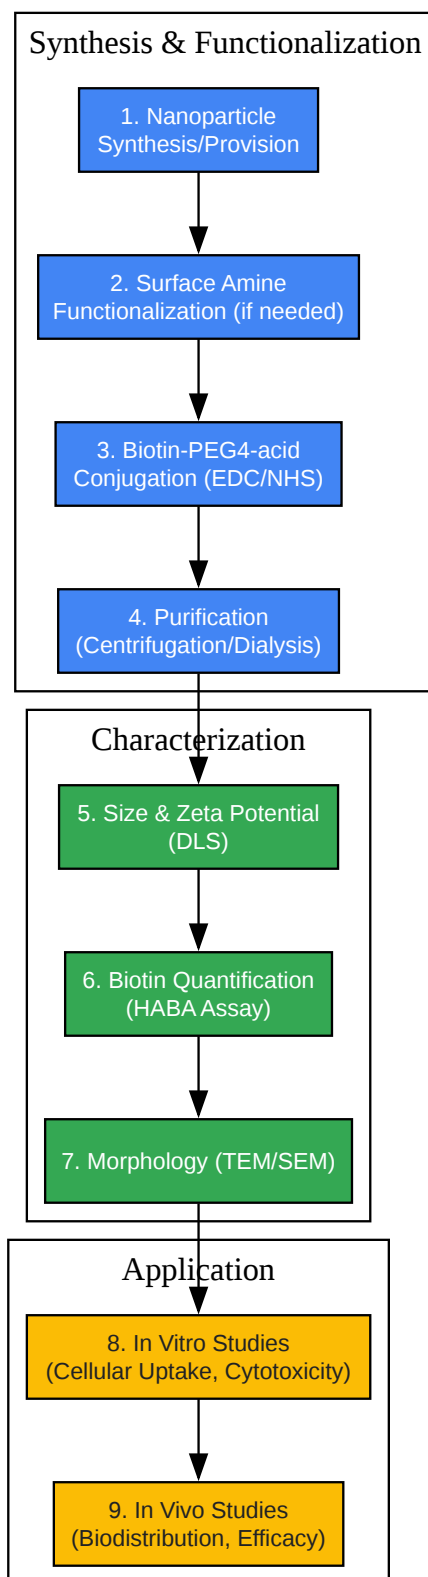 Synthesis & Functionalization
1. Nanoparticle
Synthesis/Provision
2. Surface Amine
Functionalization (if needed)
3. Biotin-PEG4-acid
Conjugation (EDC/NHS)
4. Purification
(Centrifugation/Dialysis)
Characterization
5. Size & Zeta Potential
(DLS)
6. Biotin Quantification
(HABA Assay)
7. Morphology (TEM/SEM)
Application
8. In Vitro Studies
(Cellular Uptake, Cytotoxicity)
9. In Vivo Studies
(Biodistribution, Efficacy)